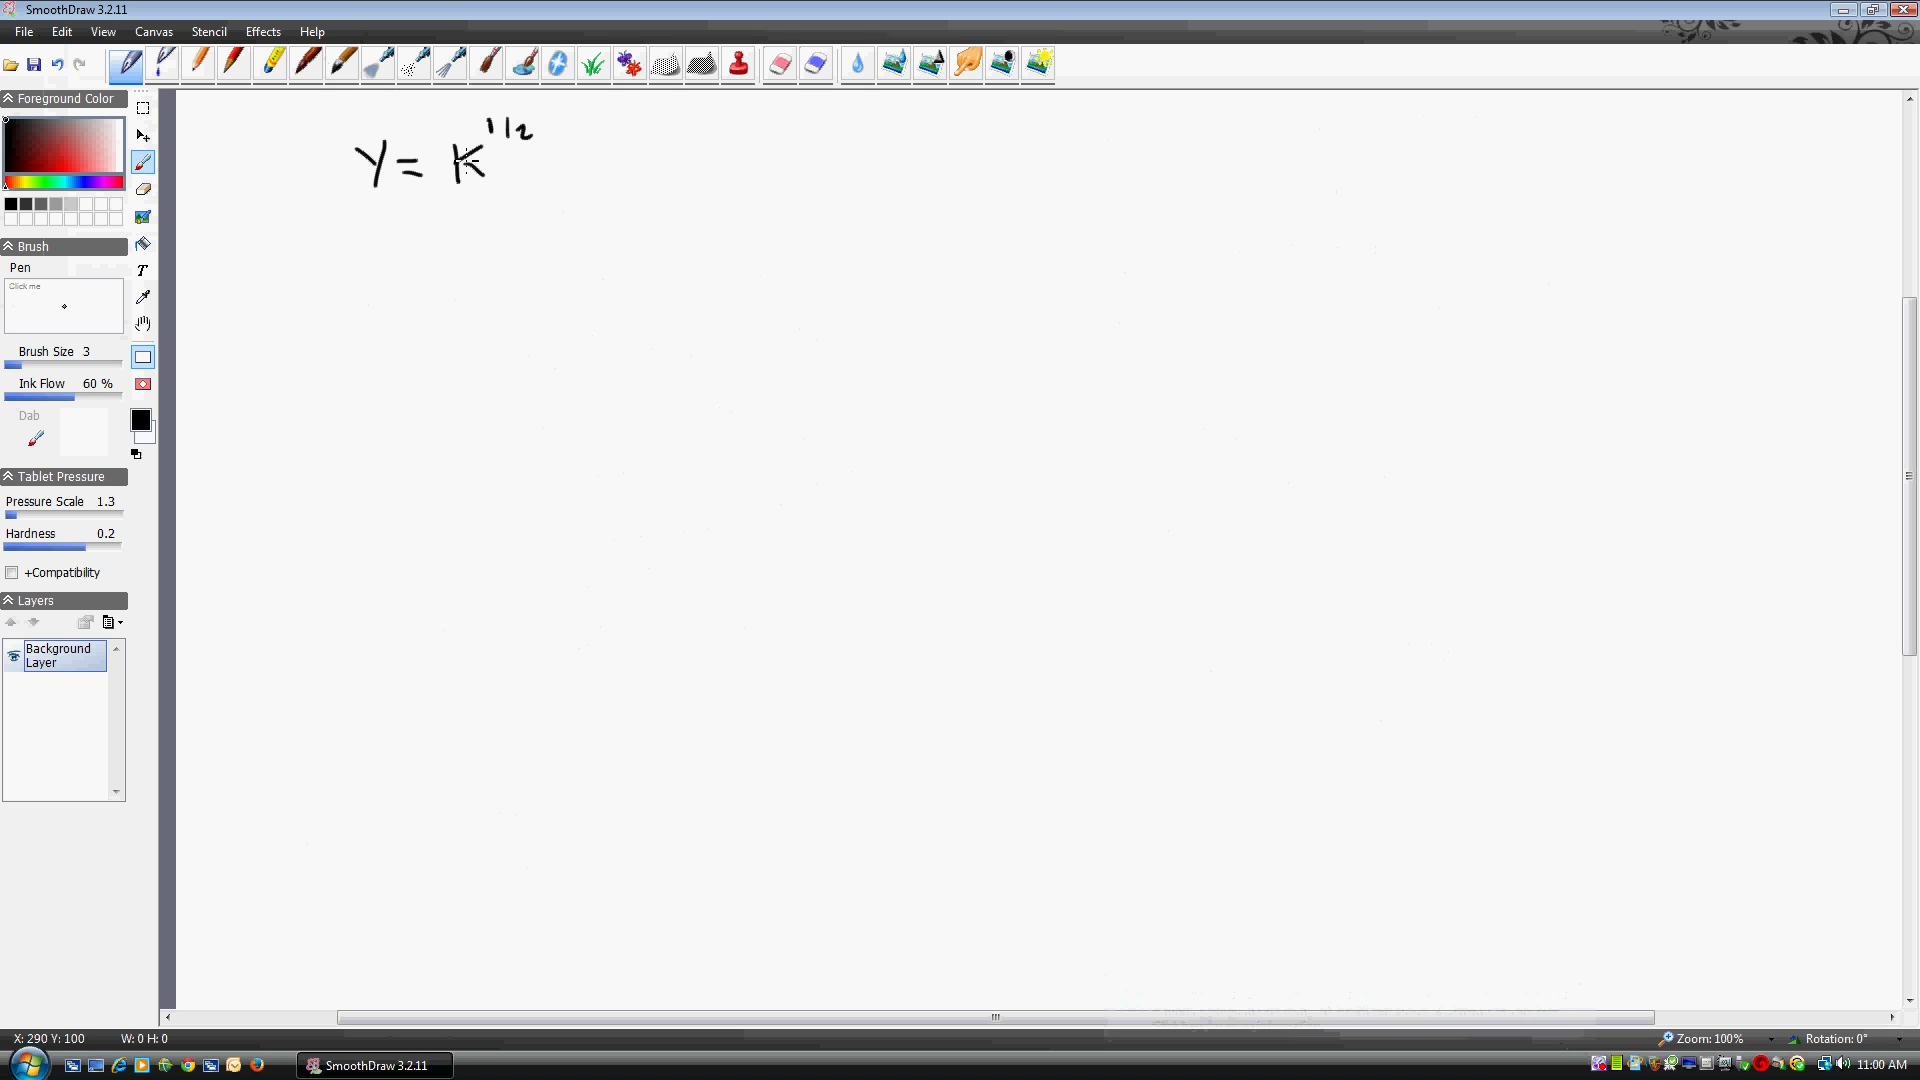 SmoothDraw 3.2.11
File Edit View Canvas Stencil Effects Help
Foreground Color
Brush
Pen
Click me
Brush Size 3
Ink Flow 60 %
Dab
Tablet Pressure
Pressure Scale 1.3
Hardness 0.2
+Compatibility
Layers
Background
Layer
T
Y = K^1/2
X: 290 Y: 100 W: 0 H: 0
Zoom: 100% Rotation: 0°
SmoothDraw 3.2.11
11:00 AM